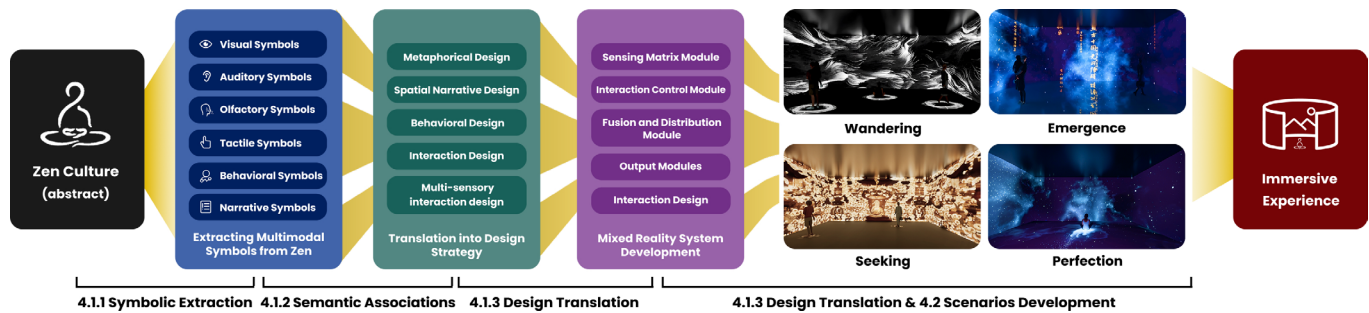 Zen Culture
(abstract)
Visual Symbols
Auditory Symbols
Olfactory Symbols
Tactile Symbols
Behavioral Symbols
Narrative Symbols
Extracting Multimodal
Symbols from Zen
Metaphorical Design
Spatial Narrative Design
Behavioral Design
Interaction Design
Multi-sensory
interaction design
Translation into Design
Strategy
Sensing Matrix Module
Interaction Control Module
Fusion and Distribution
Module
Output Modules
Interaction Design
Mixed Reality System
Development
Wandering
Emergence
Seeking
Perfection
Immersive
Experience
4.1.1 Symbolic Extraction
4.1.2 Semantic Associations
4.1.3 Design Translation
4.1.3 Design Translation & 4.2 Scenarios Development